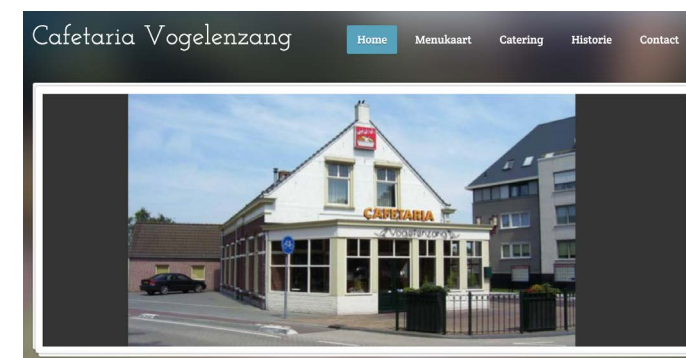 Cafetaria Vogelenzang
Home Menukaart Catering Historie Contact
CAFETARIA
Vogelenzang